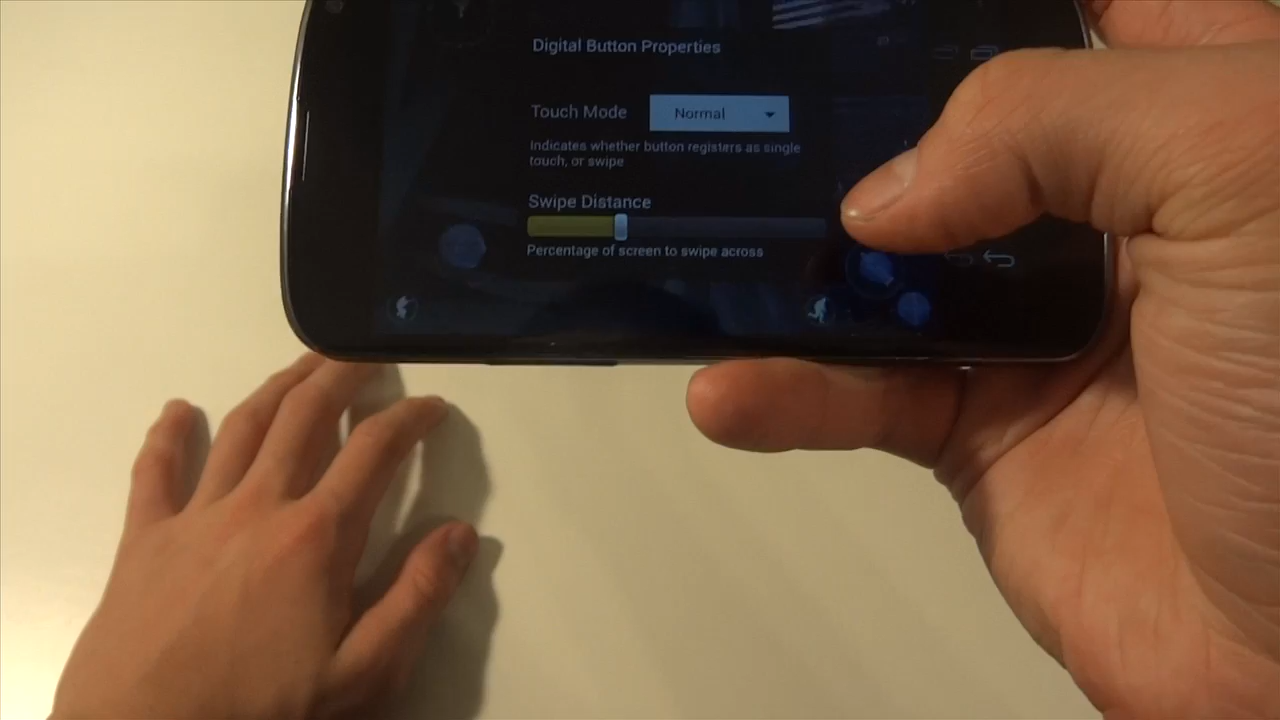 Digital Button Properties
Touch Mode Normal
Indicates whether button registers as single
touch, or swipe
Swipe Distance
Percentage of screen to swipe across